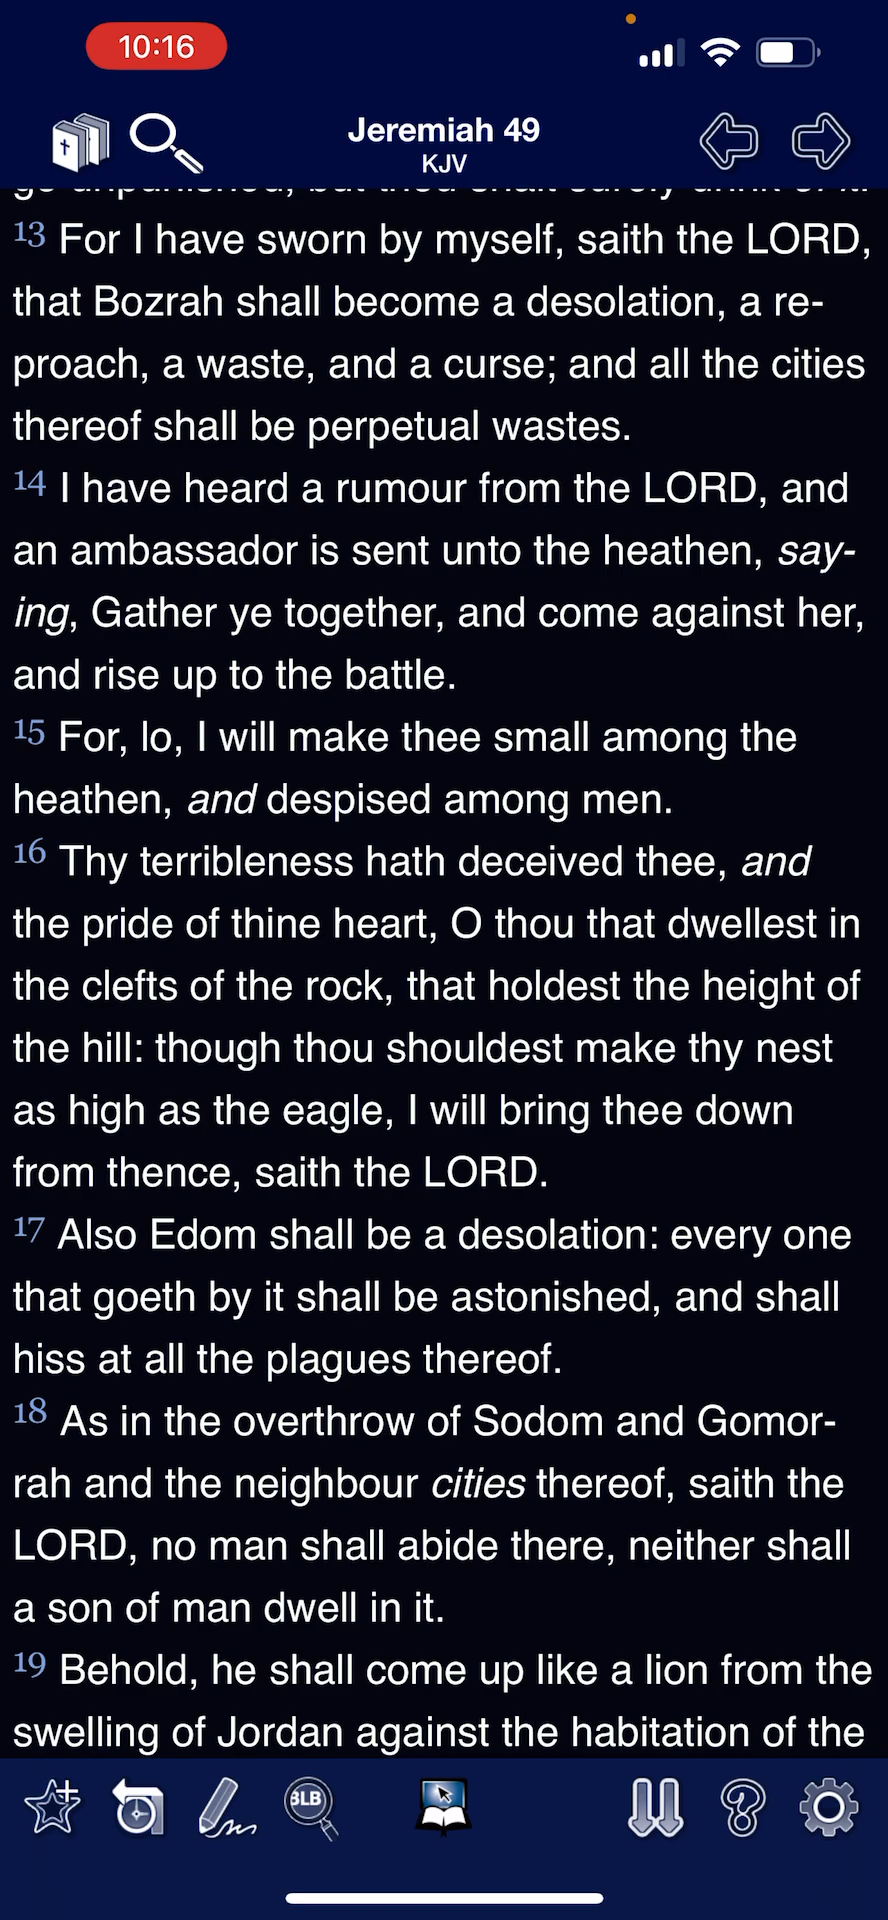 10:16
Jeremiah 49
KJV
13 For I have sworn by myself, saith the LORD,
that Bozrah shall become a desolation, a re-
proach, a waste, and a curse; and all the cities
thereof shall be perpetual wastes.
14 I have heard a rumour from the LORD, and
an ambassador is sent unto the heathen, say-
ing, Gather ye together, and come against her,
and rise up to the battle.
15 For, lo, I will make thee small among the
heathen, and despised among men.
16 Thy terribleness hath deceived thee, and
the pride of thine heart, O thou that dwellest in
the clefts of the rock, that holdest the height of
the hill: though thou shouldest make thy nest
as high as the eagle, I will bring thee down
from thence, saith the LORD.
17 Also Edom shall be a desolation: every one
that goeth by it shall be astonished, and shall
hiss at all the plagues thereof.
18 As in the overthrow of Sodom and Gomor-
rah and the neighbour cities thereof, saith the
LORD, no man shall abide there, neither shall
a son of man dwell in it.
19 Behold, he shall come up like a lion from the
swelling of Jordan against the habitation of the
BLB